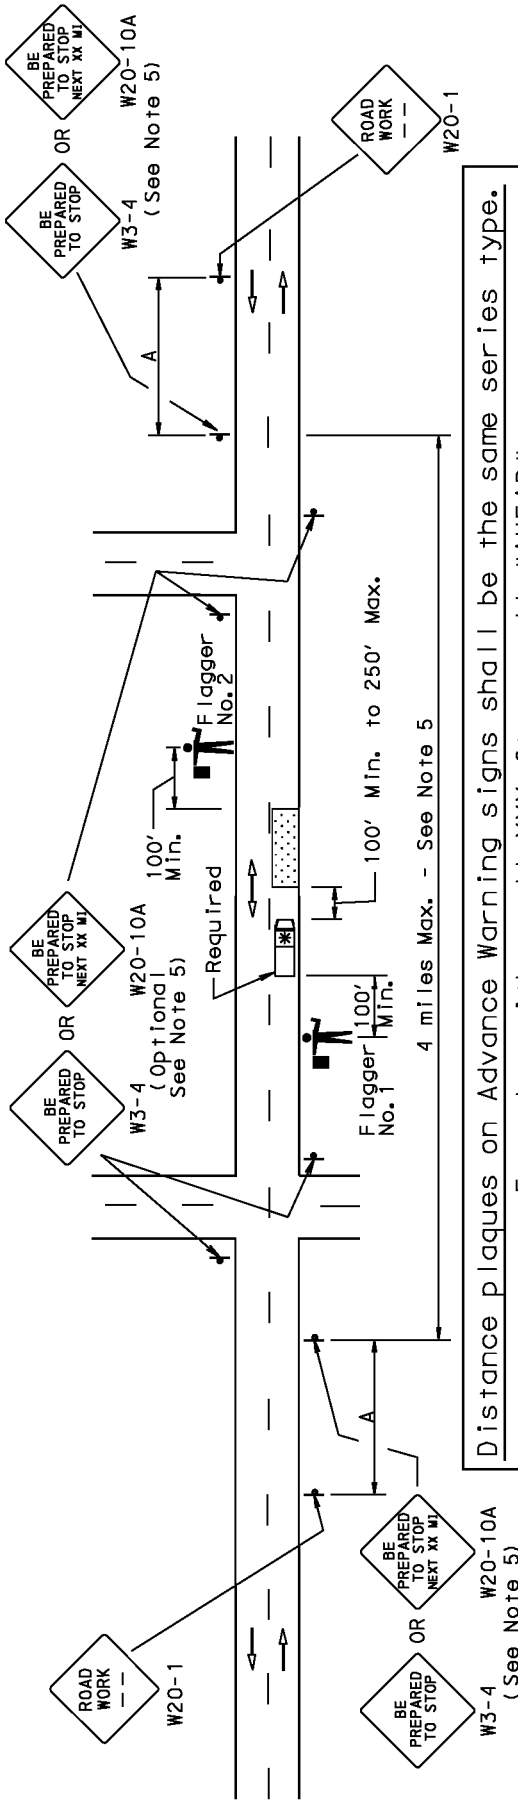 BE
PREPARED
TO STOP
NEXT XX MI
W20-10A
OR
BE
PREPARED
TO STOP
W3-4
(See Note 5)
ROAD
WORK
W20-1
A
BE
PREPARED
TO STOP
NEXT XX MI
W20-10A
OR
BE
PREPARED
TO STOP
W3-4
(Optional
See Note 5)
100'
Min.
Flagger
No.2
Required
100' Min. to 250' Max.
100'
Min.
Flagger
No.1
4 miles Max. - See Note 5
ROAD
WORK
W20-1
A
BE
PREPARED
TO STOP
OR
BE
PREPARED
TO STOP
NEXT XX MI
W3-4
W20-10A
(See Note 5)
Distance plaques on Advance Warning signs shall be the same series type.